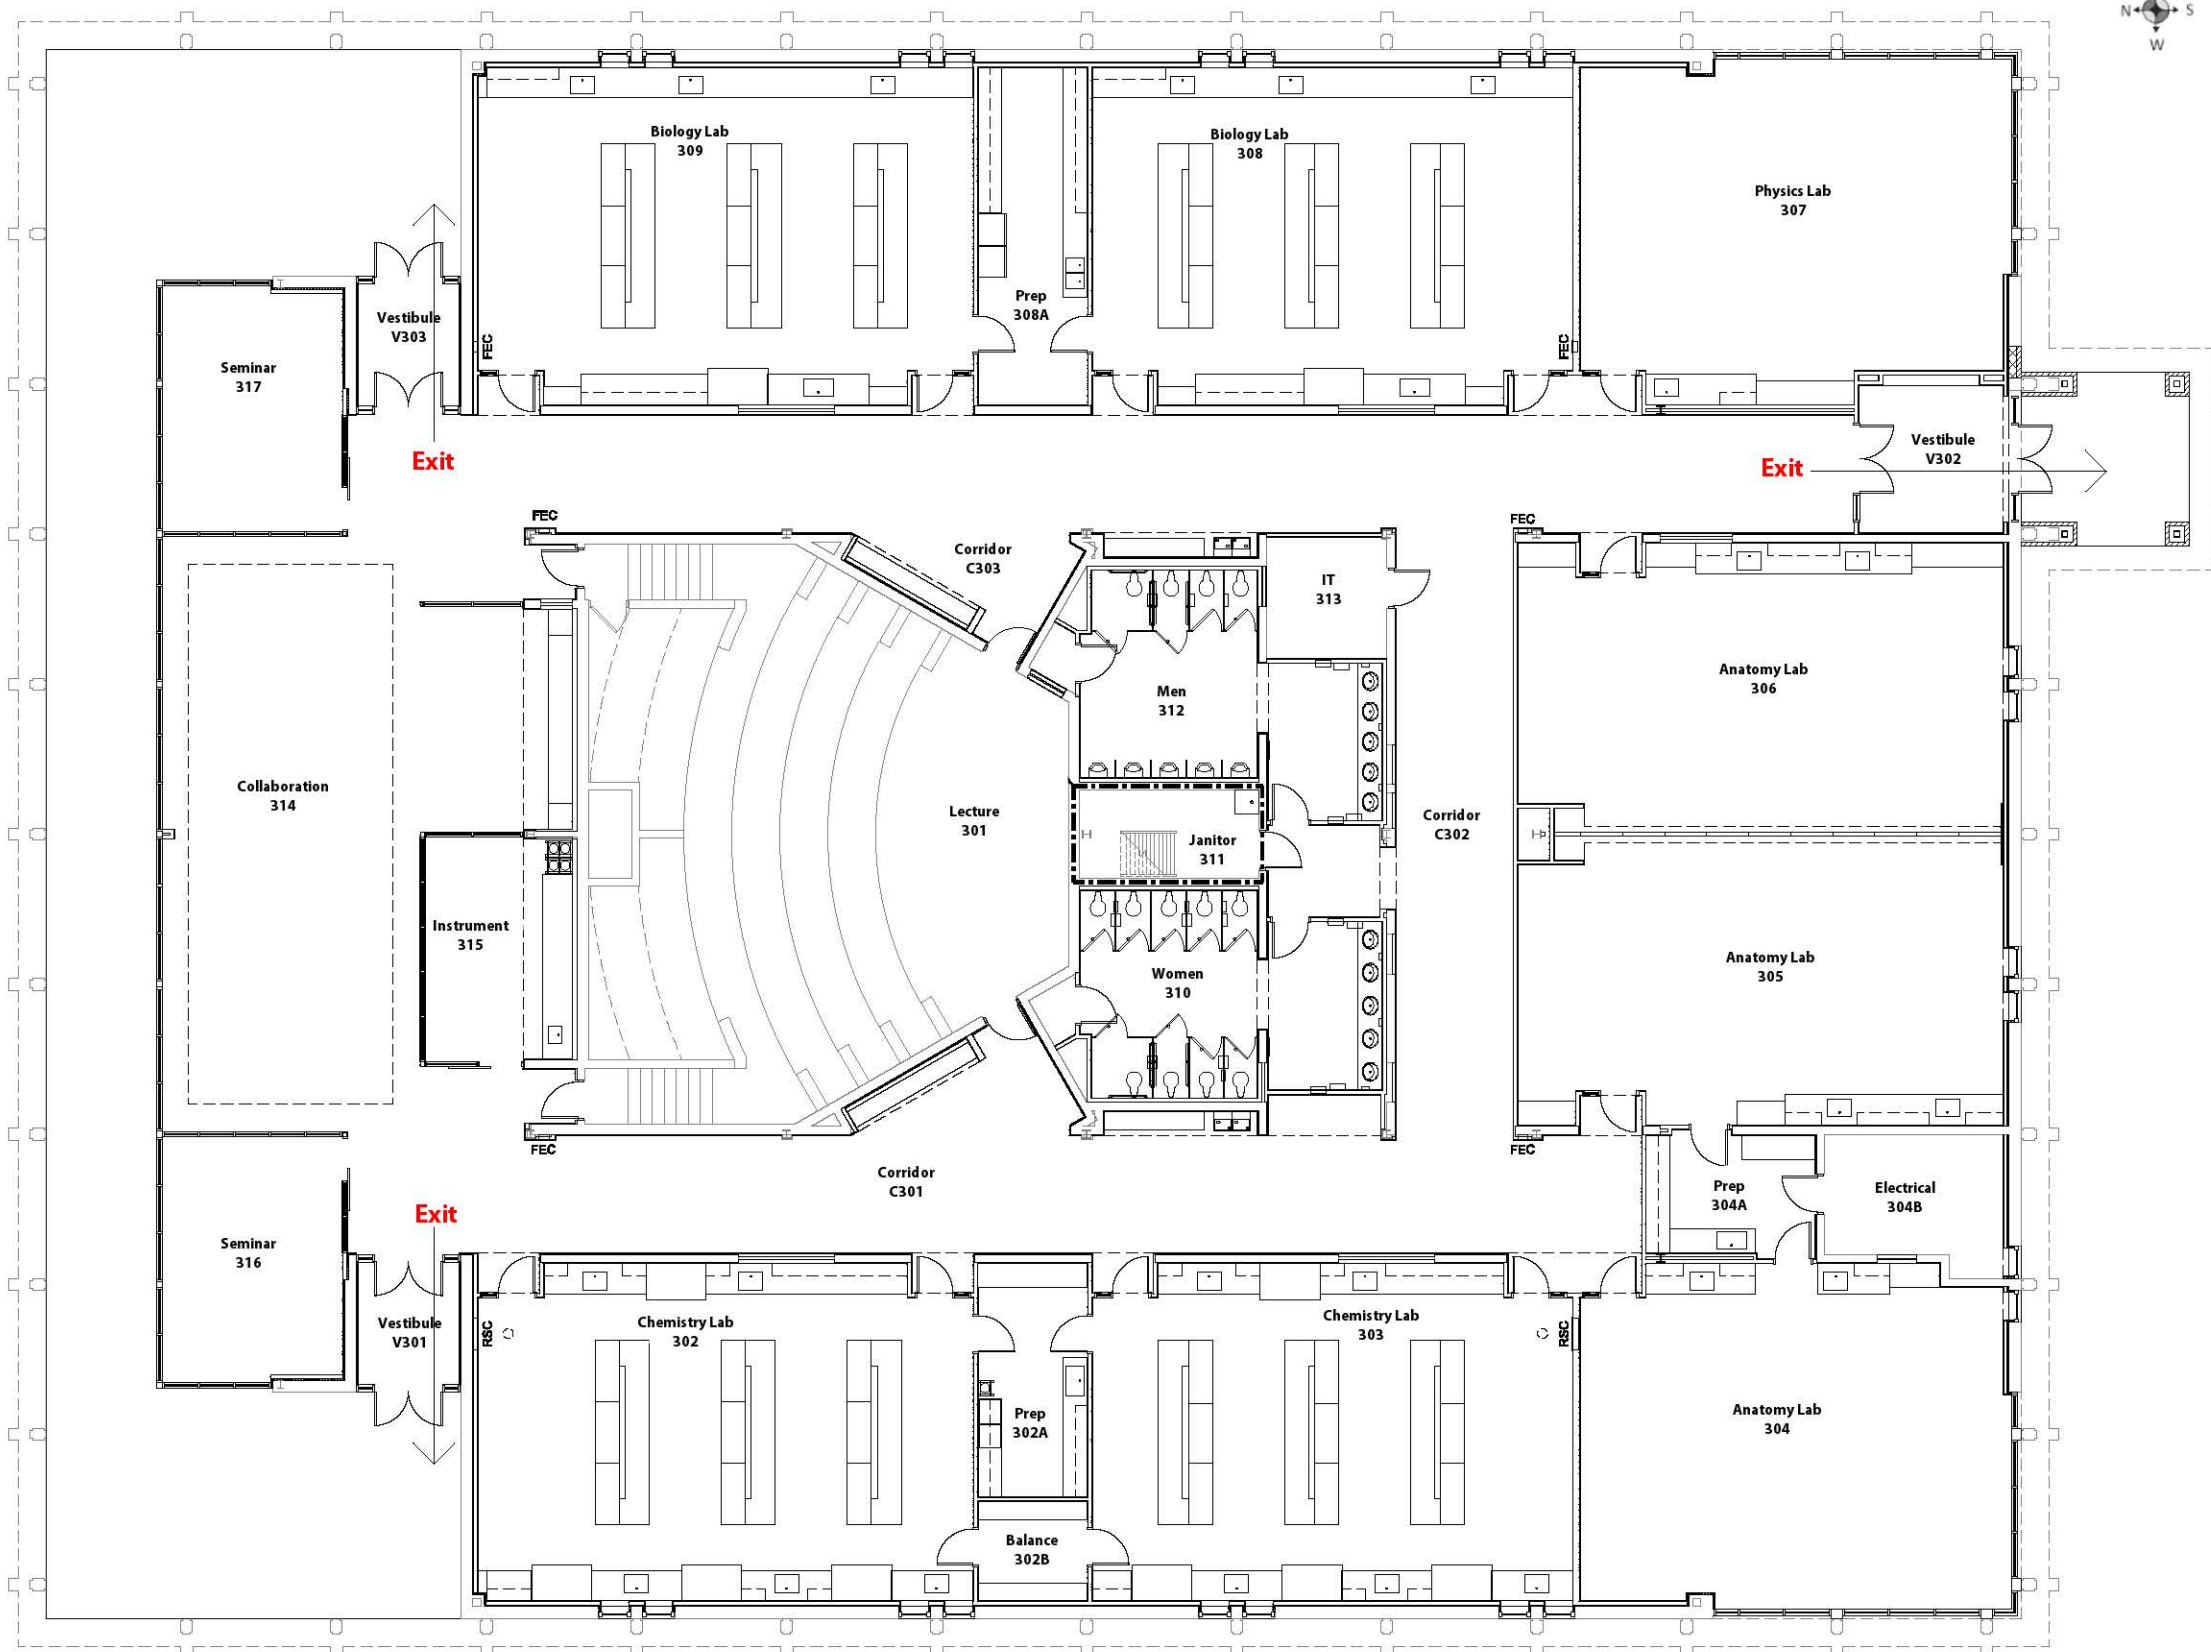 N
S
W
Biology Lab
309
Biology Lab
308
Physics Lab
307
Prep
308A
Vestibule
V303
FEC
FEC
Seminar
317
Exit
Vestibule
V302
Exit
FEC
FEC
Corridor
C303
IT
313
Men
312
Anatomy Lab
306
Collaboration
314
Lecture
301
Janitor
311
Corridor
C302
Instrument
315
Women
310
Anatomy Lab
305
FEC
FEC
Corridor
C301
Prep
304A
Electrical
304B
Exit
Seminar
316
Vestibule
V301
RSC
Chemistry Lab
302
Chemistry Lab
303
RSC
Prep
302A
Anatomy Lab
304
Balance
302B